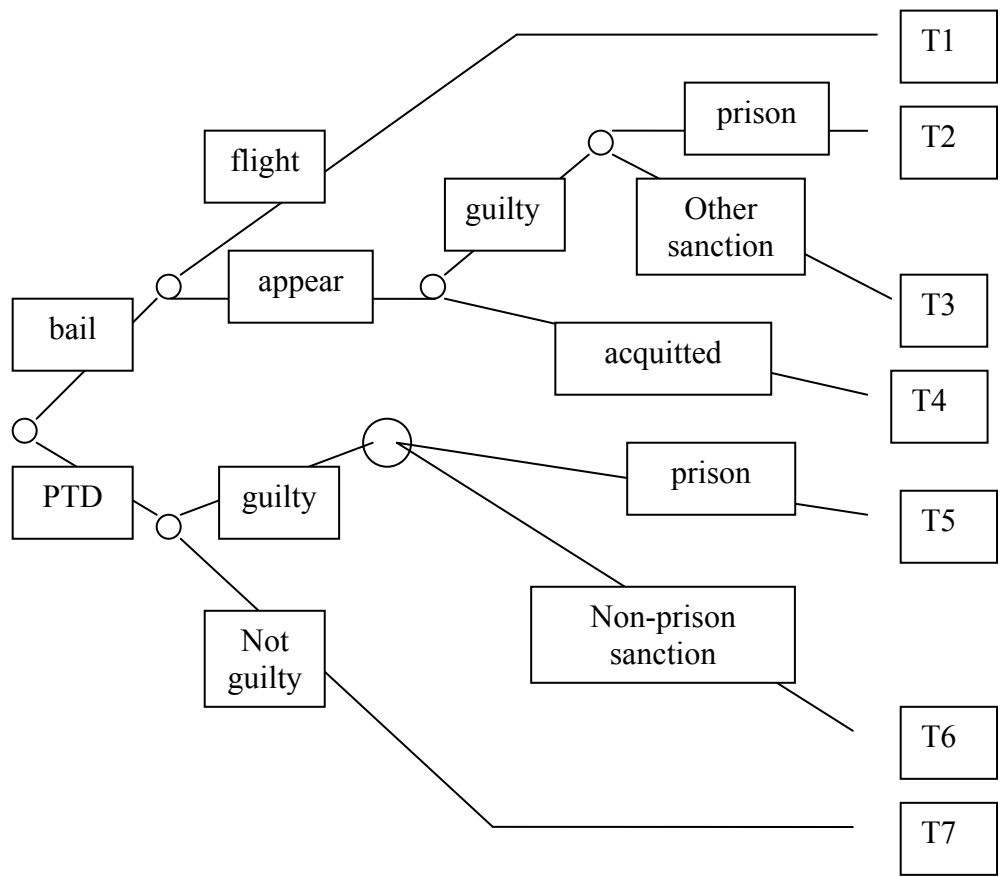 T1
prison
T2
flight
guilty
Other
sanction
appear
T3
bail
acquitted
T4
PTD
guilty
prison
T5
Non-prison
sanction
Not
guilty
T6
T7